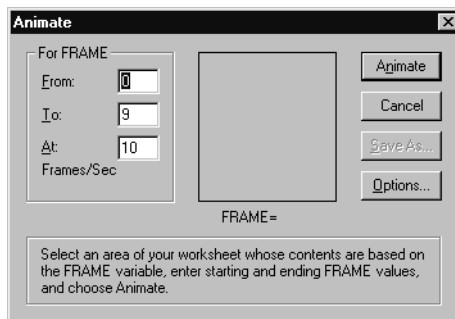 Animate
For FRAME
From: 0
To: 9
At: 10
Frames/Sec
Animate
Cancel
Save As...
Options...
FRAME=
Select an area of your worksheet whose contents are based on
the FRAME variable, enter starting and ending FRAME values,
and choose Animate.